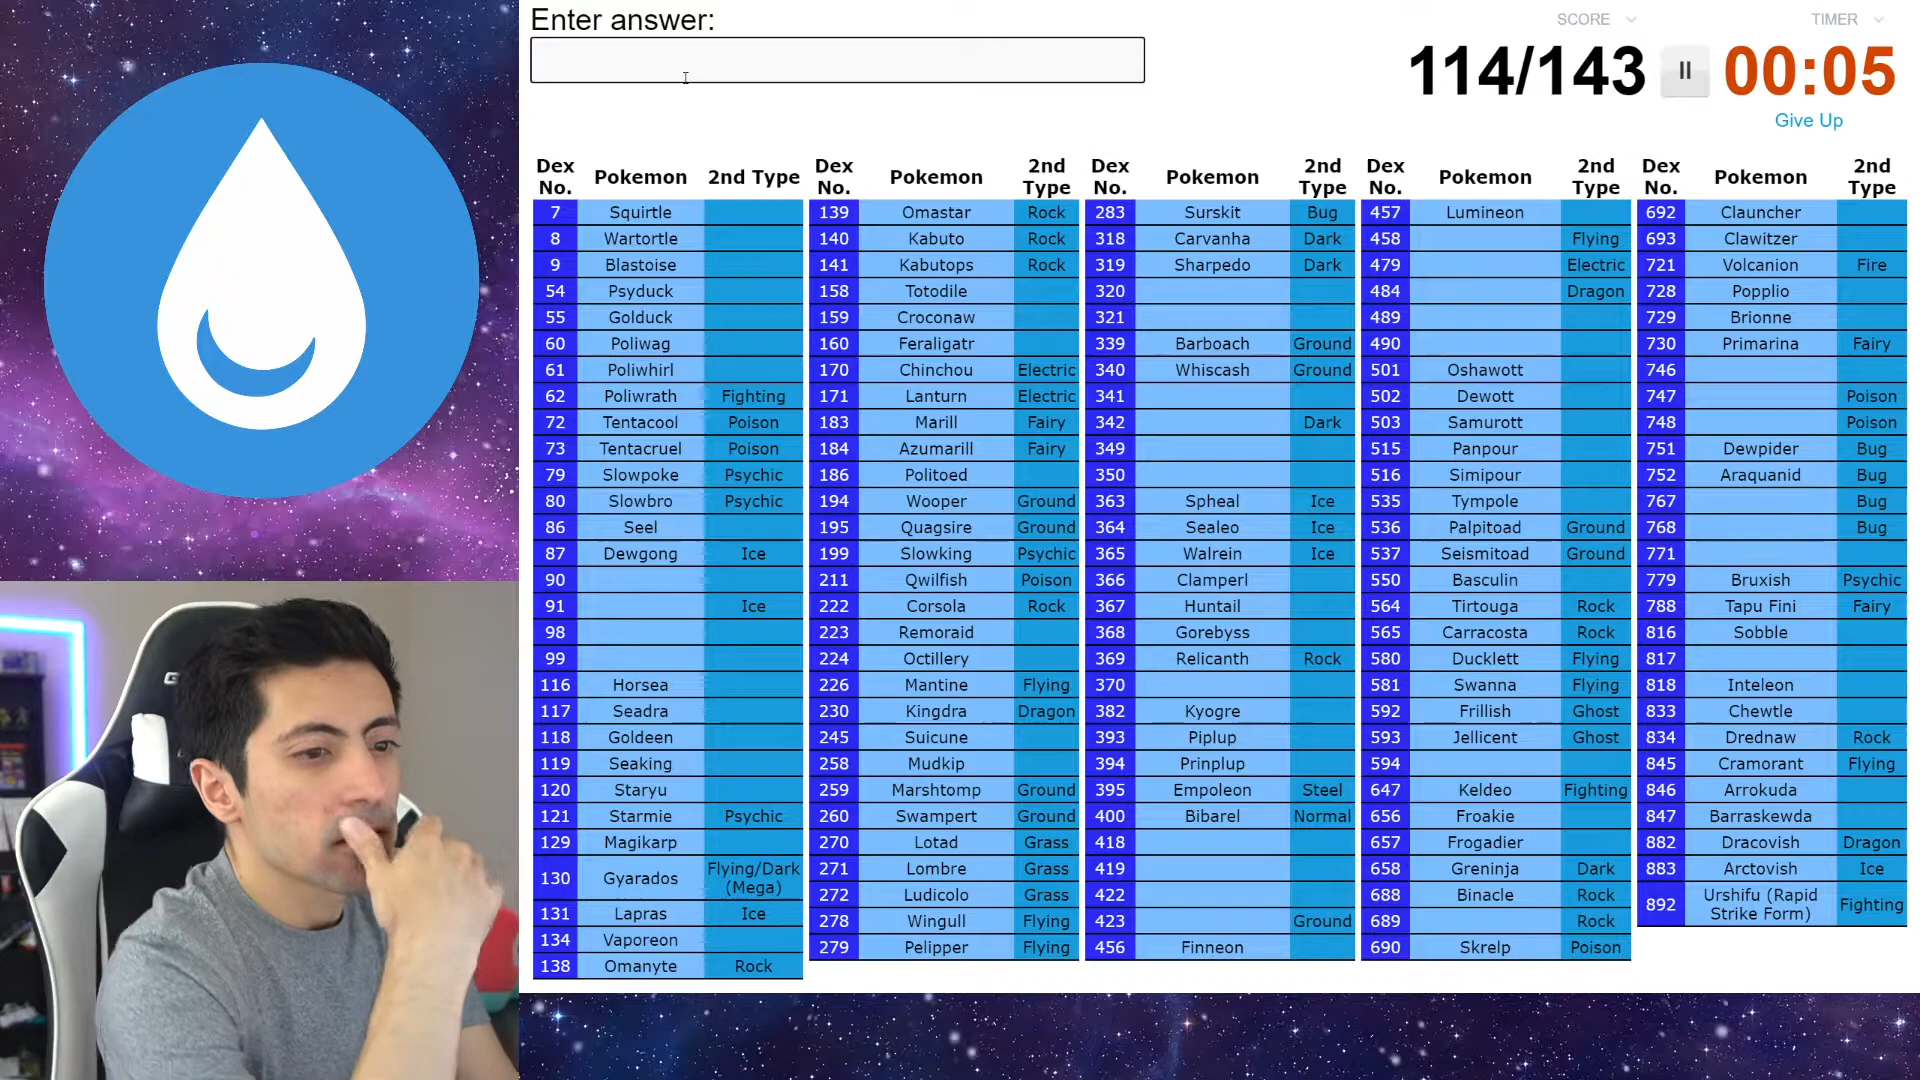 Enter answer:
SCORE
TIMER
114/143
00:05
Give Up
Dex No. Pokemon 2nd Type
7 Squirtle
8 Wartortle
9 Blastoise
54 Psyduck
55 Golduck
60 Poliwag
61 Poliwhirl
62 Poliwrath Fighting
72 Tentacool Poison
73 Tentacruel Poison
79 Slowpoke Psychic
80 Slowbro Psychic
86 Seel
87 Dewgong Ice
90
91 Ice
98
99
116 Horsea
117 Seadra
118 Goldeen
119 Seaking
120 Staryu
121 Starmie Psychic
129 Magikarp
130 Gyarados Flying/Dark (Mega)
131 Lapras Ice
134 Vaporeon
138 Omanyte Rock
Dex No. Pokemon 2nd Type
139 Omastar Rock
140 Kabuto Rock
141 Kabutops Rock
158 Totodile
159 Croconaw
160 Feraligatr
170 Chinchou Electric
171 Lanturn Electric
183 Marill Fairy
184 Azumarill Fairy
186 Politoed
194 Wooper Ground
195 Quagsire Ground
199 Slowking Psychic
211 Qwilfish Poison
222 Corsola Rock
223 Remoraid
224 Octillery
226 Mantine Flying
230 Kingdra Dragon
245 Suicune
258 Mudkip
259 Marshtomp Ground
260 Swampert Ground
270 Lotad Grass
271 Lombre Grass
272 Ludicolo Grass
278 Wingull Flying
279 Pelipper Flying
Dex No. Pokemon 2nd Type
283 Surskit Bug
318 Carvanha Dark
319 Sharpedo Dark
320
321
339 Barboach Ground
340 Whiscash Ground
341
342 Dark
349
350
363 Spheal Ice
364 Sealeo Ice
365 Walrein Ice
366 Clamperl
367 Huntail
368 Gorebyss
369 Relicanth Rock
370
382 Kyogre
393 Piplup
394 Prinplup
395 Empoleon Steel
400 Bibarel Normal
418
419
422
423 Ground
456 Finneon
Dex No. Pokemon 2nd Type
457 Lumineon
458 Flying
479 Electric
484 Dragon
489
490
501 Oshawott
502 Dewott
503 Samurott
515 Panpour
516 Simipour
535 Tympole
536 Palpitoad Ground
537 Seismitoad Ground
550 Basculin
564 Tirtouga Rock
565 Carracosta Rock
580 Ducklett Flying
581 Swanna Flying
592 Frillish Ghost
593 Jellicent Ghost
594
647 Keldeo Fighting
656 Froakie
657 Frogadier
658 Greninja Dark
688 Binacle Rock
689 Rock
690 Skrelp Poison
Dex No. Pokemon 2nd Type
692 Clauncher
693 Clawitzer
721 Volcanion Fire
728 Popplio
729 Brionne
730 Primarina Fairy
746
747 Poison
748 Poison
751 Dewpider Bug
752 Araquanid Bug
767 Bug
768 Bug
771
779 Bruxish Psychic
788 Tapu Fini Fairy
816 Sobble
817
818 Inteleon
833 Chewtle
834 Drednaw Rock
845 Cramorant Flying
846 Arrokuda
847 Barraskewda
882 Dracovish Dragon
883 Arctovish Ice
892 Urshifu (Rapid Strike Form) Fighting